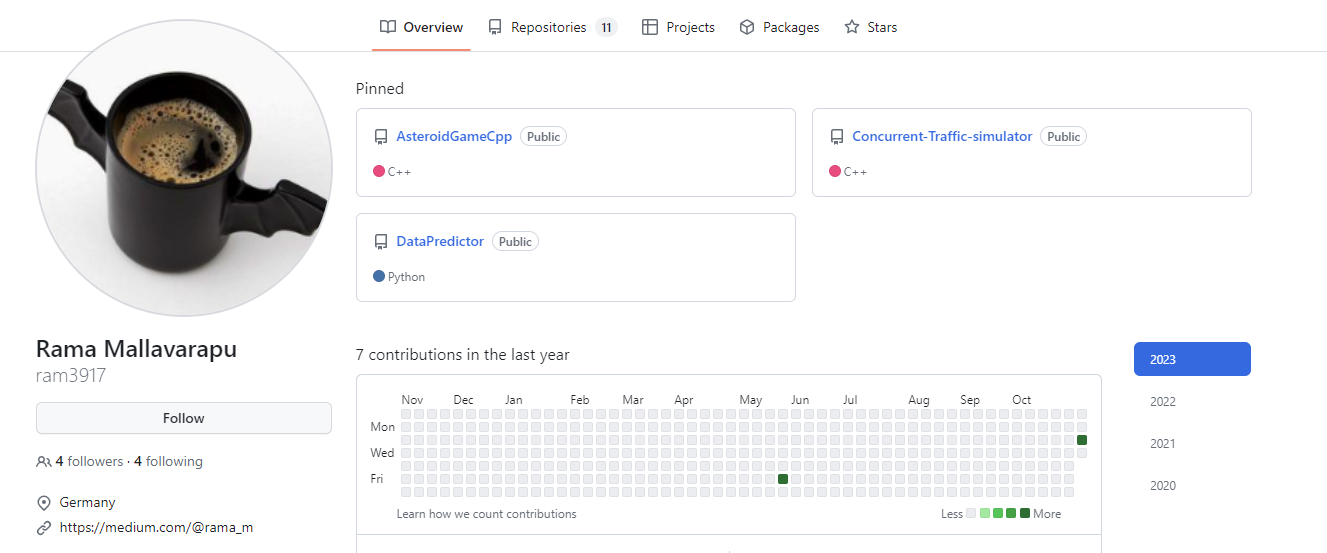 Overview Repositories 11 Projects Packages Stars
Pinned
AsteroidGameCpp Public
C++
Concurrent-Traffic-simulator Public
C++
DataPredictor Public
Python
Rama Mallavarapu
ram3917
Follow
4 followers · 4 following
Germany
https://medium.com/@rama_m
7 contributions in the last year
Nov Dec Jan Feb Mar Apr May Jun Jul Aug Sep Oct
Mon
Wed
Fri
Learn how we count contributions
Less More
2023
2022
2021
2020